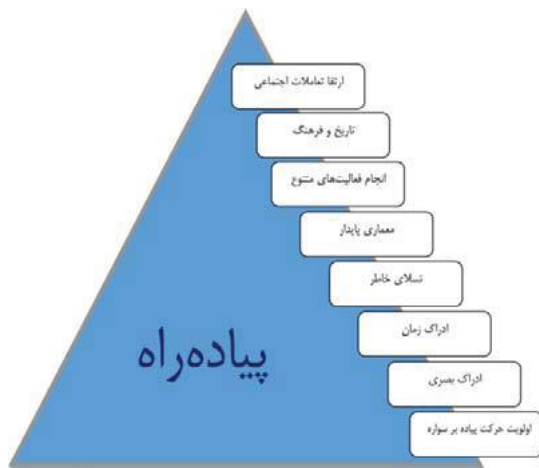 ارتقا تعاملات اجتماعی
تاریخ و فرهنگ
انجام فعالیت‌های متنوع
معماری پایدار
تسلای خاطر
ادراک زمان
ادراک بصری
اولویت حرکت پیاده بر سواره
پیاده‌راه